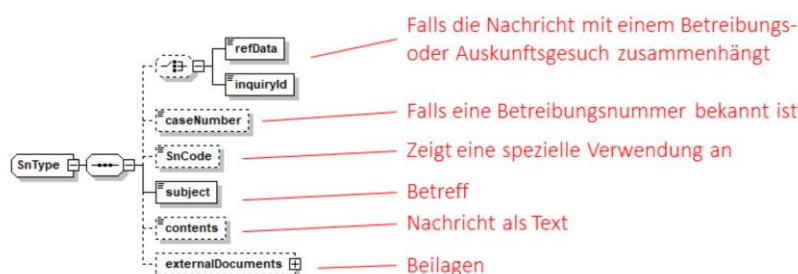 refData
Falls die Nachricht mit einem Betreibungs-
oder Auskunftsgesuch zusammenhängt
inquiryId
caseNumber
Falls eine Betreibungsnummer bekannt ist
SnCode
Zeigt eine spezielle Verwendung an
SnType
subject
Betreff
contents
Nachricht als Text
externalDocuments
Beilagen